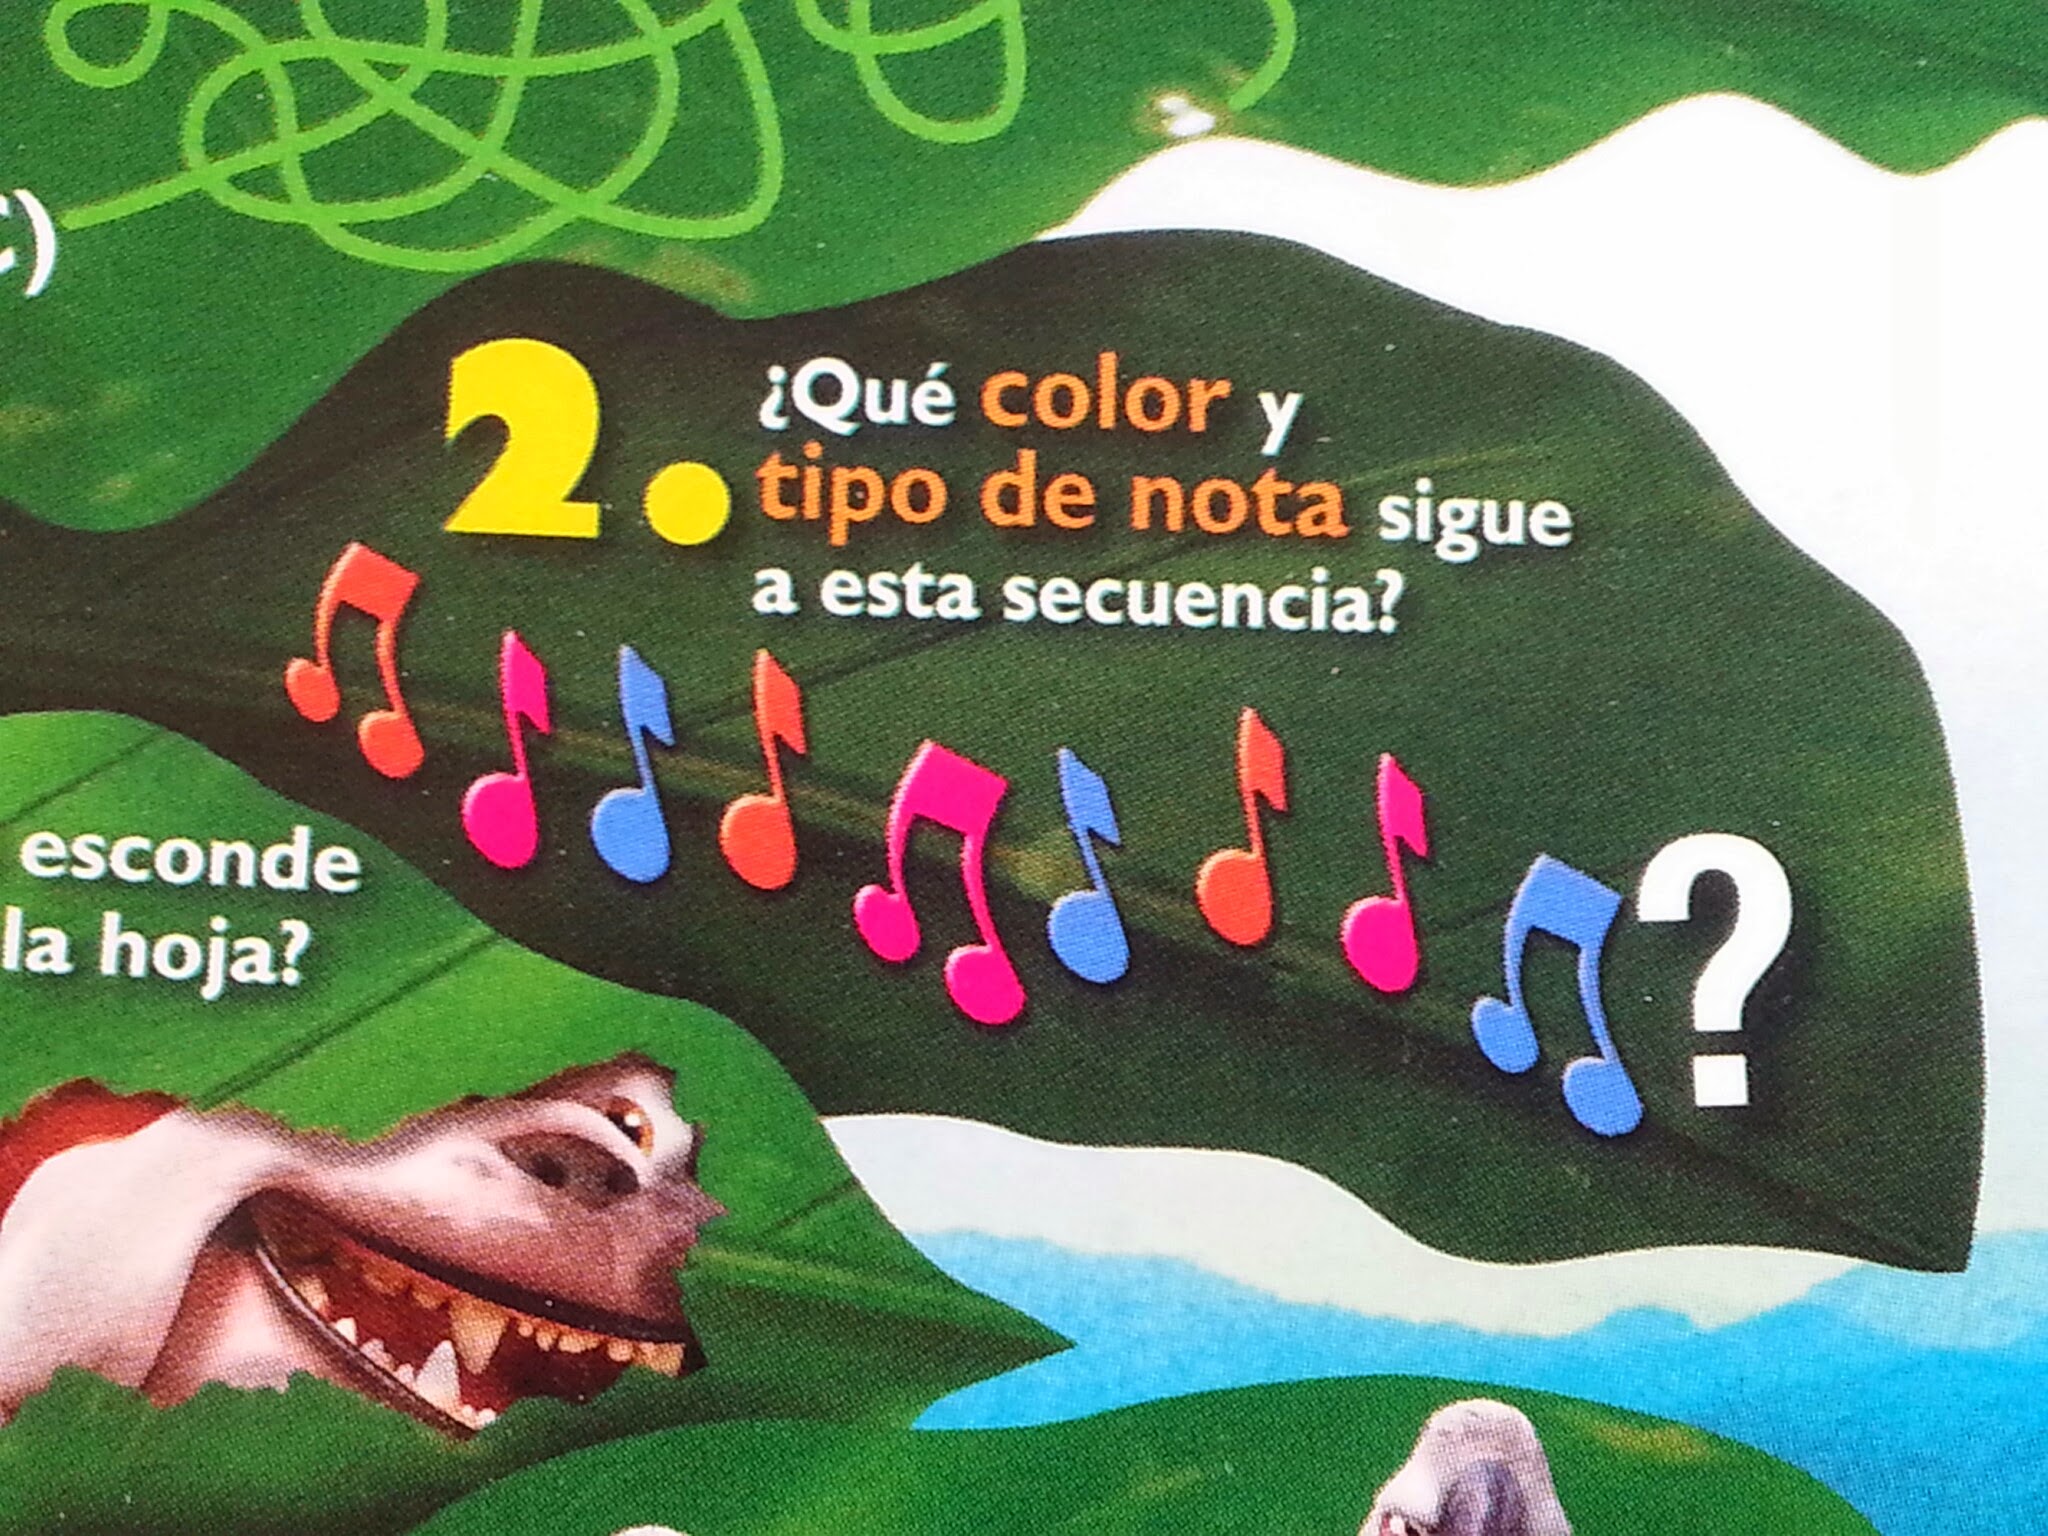 2. ¿Qué color y
tipo de nota sigue
a esta secuencia?
?
esconde
la hoja?